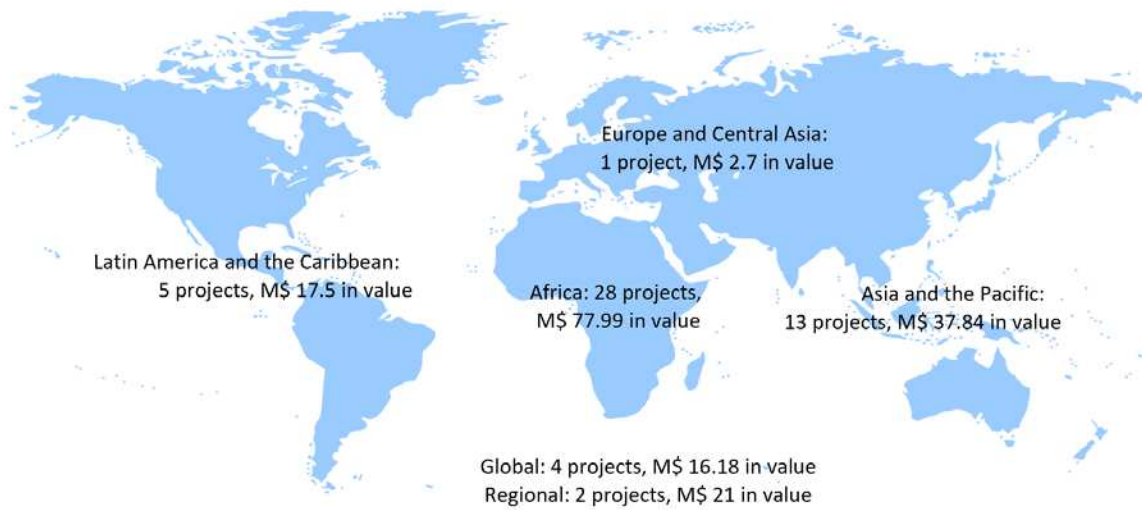 Europe and Central Asia:
1 project, M$ 2.7 in value
Latin America and the Caribbean:
5 projects, M$ 17.5 in value
Africa: 28 projects,
M$ 77.99 in value
Asia and the Pacific:
13 projects, M$ 37.84 in value
Global: 4 projects, M$ 16.18 in value
Regional: 2 projects, M$ 21 in value